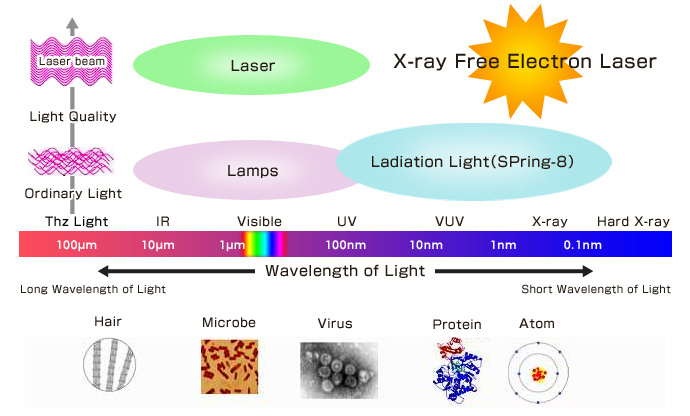 Laser beam
Laser
X-ray Free Electron Laser
Light Quality
Lamps
Ladiation Light(SPring-8)
Ordinary Light
Thz Light IR Visible UV VUV X-ray Hard X-ray
100μm 10μm 1μm 100nm 10nm 1nm 0.1nm
Wavelength of Light
Long Wavelength of Light Short Wavelength of Light
Hair Microbe Virus Protein Atom